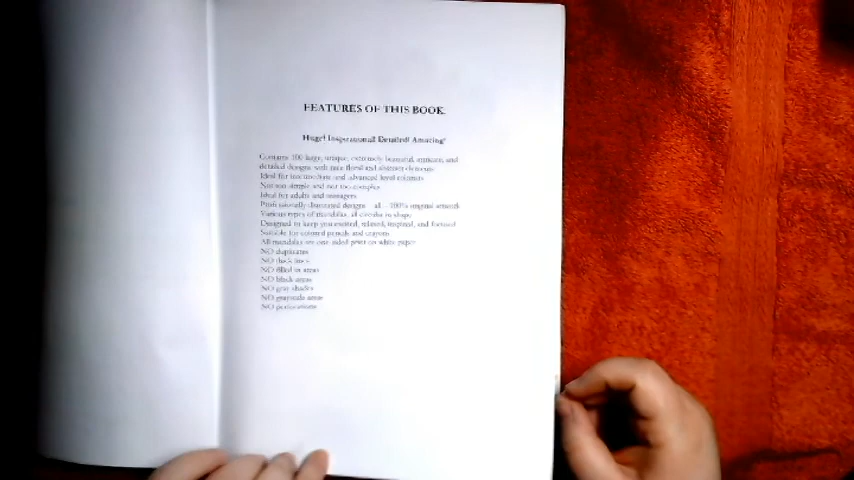 FEATURES OF THIS BOOK
Huge! Inspirational! Detailed! Amazing!
Contains 100 large, unique, extremely beautiful, intricate, and
detailed designs with nice floral and abstract elements
Ideal for intermediate and advanced level colorists
Not too simple and not too complex
Ideal for adults and teenagers
Professionally illustrated designs - all - 100% original artwork
Various types of mandalas, all circular in shape
Designed to keep you excited, relaxed, inspired, and focused
Suitable for colored pencils and crayons
All mandalas are one-sided print on white paper
NO duplicates
NO thick lines
NO filled in areas
NO black areas
NO gray shades
NO grayscale areas
NO perforations